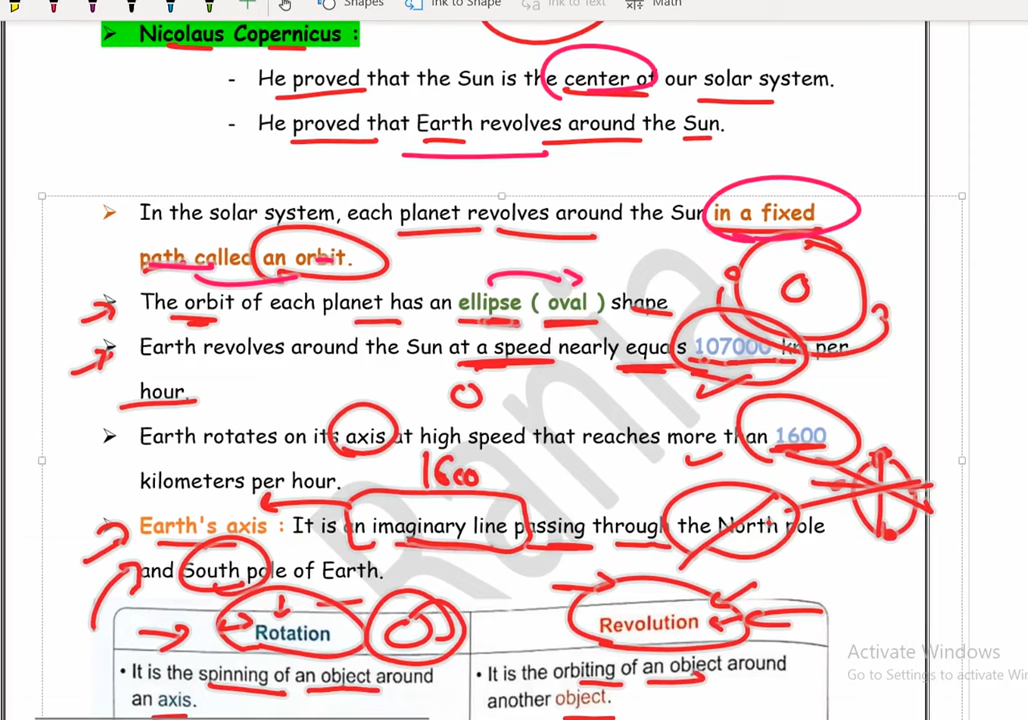 Shapes Ink to Shape Ink to Text Math
➢ Nicolaus Copernicus :
- He proved that the Sun is the center of our solar system.
- He proved that Earth revolves around the Sun.
➢ In the solar system, each planet revolves around the Sun in a fixed
path called an orbit.
➢ The orbit of each planet has an ellipse ( oval ) shape
➢ Earth revolves around the Sun at a speed nearly equals 107000 km per
hour.
➢ Earth rotates on its axis at high speed that reaches more than 1600
kilometers per hour.
1600
➢ Earth's axis : It is an imaginary line passing through the North pole
and South pole of Earth.
Rania
Rotation
• It is the spinning of an object around
an axis.
Revolution
• It is the orbiting of an object around
another object.
Activate Windows
Go to Settings to activate Win